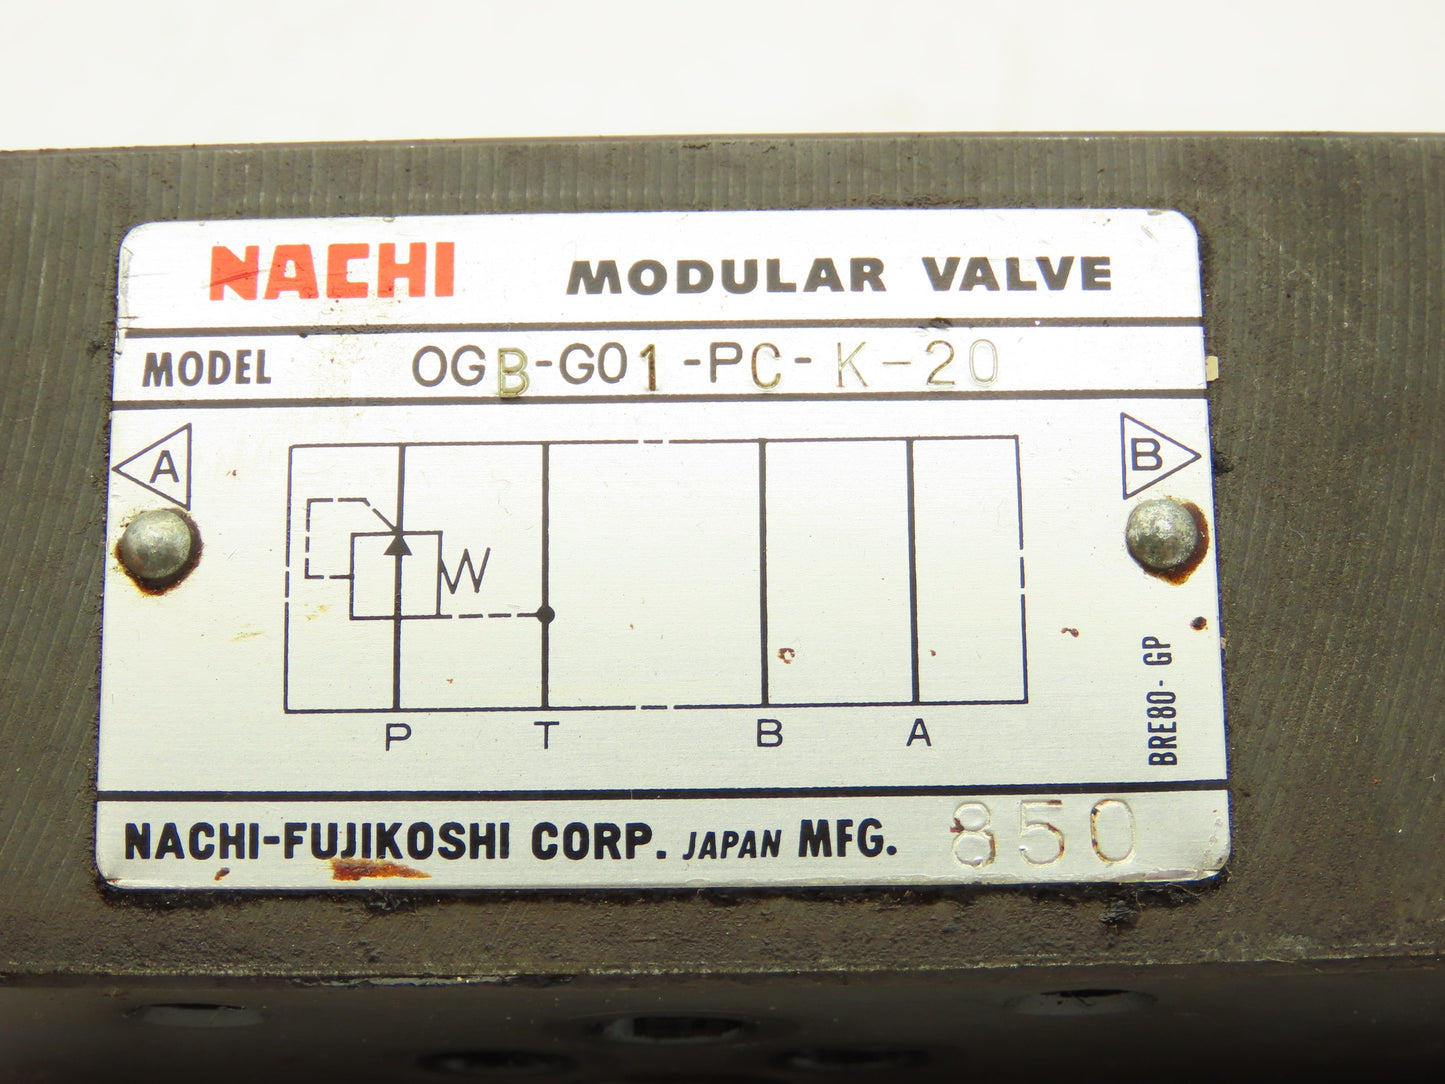 NACHI MODULAR VALVE
MODEL OGB-G01-PC-K-20
A
B
P T B A
BRE80-GP
NACHI-FUJIKOSHI CORP. JAPAN MFG. 850